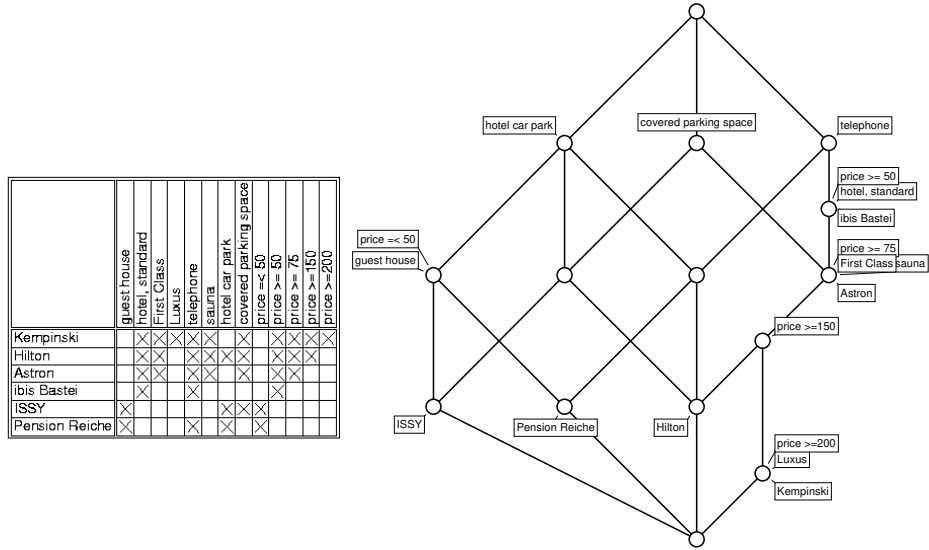 guest house
hotel, standard
First Class
Luxus
telephone
sauna
hotel car park
covered parking space
price =< 50
price >= 50
price >= 75
price >=150
price >=200
Kempinski
Hilton
Astron
ibis Bastei
ISSY
Pension Reiche
hotel car park
covered parking space
telephone
price >= 50
hotel, standard
ibis Bastei
price =< 50
guest house
price >= 75
First Class sauna
Astron
price >=150
ISSY
Pension Reiche
Hilton
price >=200
Luxus
Kempinski